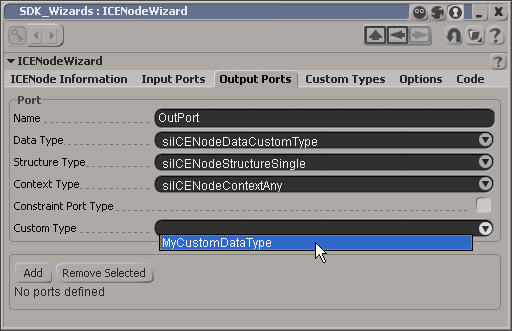 SDK_Wizards : ICENodeWizard
ICENodeWizard
?
ICENode Information Input Ports Output Ports Custom Types Options Code
Port
Name OutPort
Data Type siICENodeDataCustomType
Structure Type siICENodeStructureSingle
Context Type siICENodeContextAny
Constraint Port Type
Custom Type
MyCustomDataType
Add Remove Selected
No ports defined